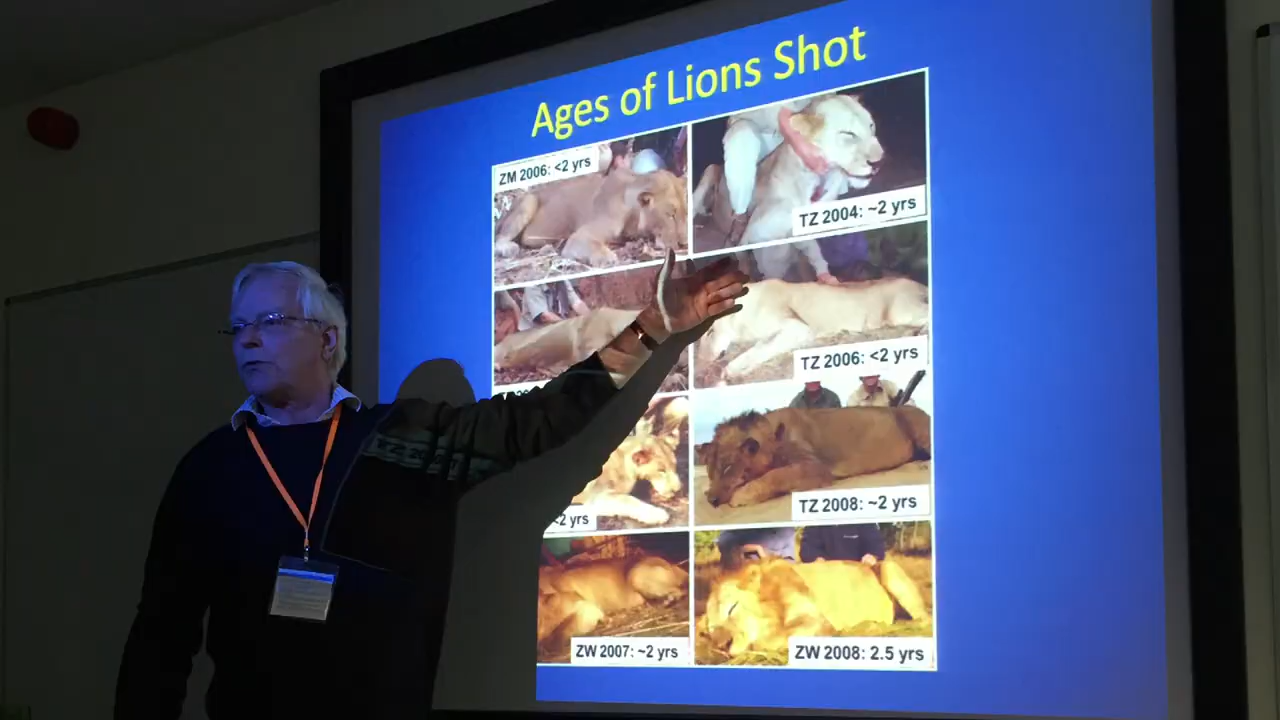 Ages of Lions Shot
ZM 2006: <2 yrs
TZ 2004: ~2 yrs
TZ 2006: <2 yrs
TZ 2008: ~2 yrs
<2 yrs
ZW 2007: ~2 yrs
ZW 2008: 2.5 yrs